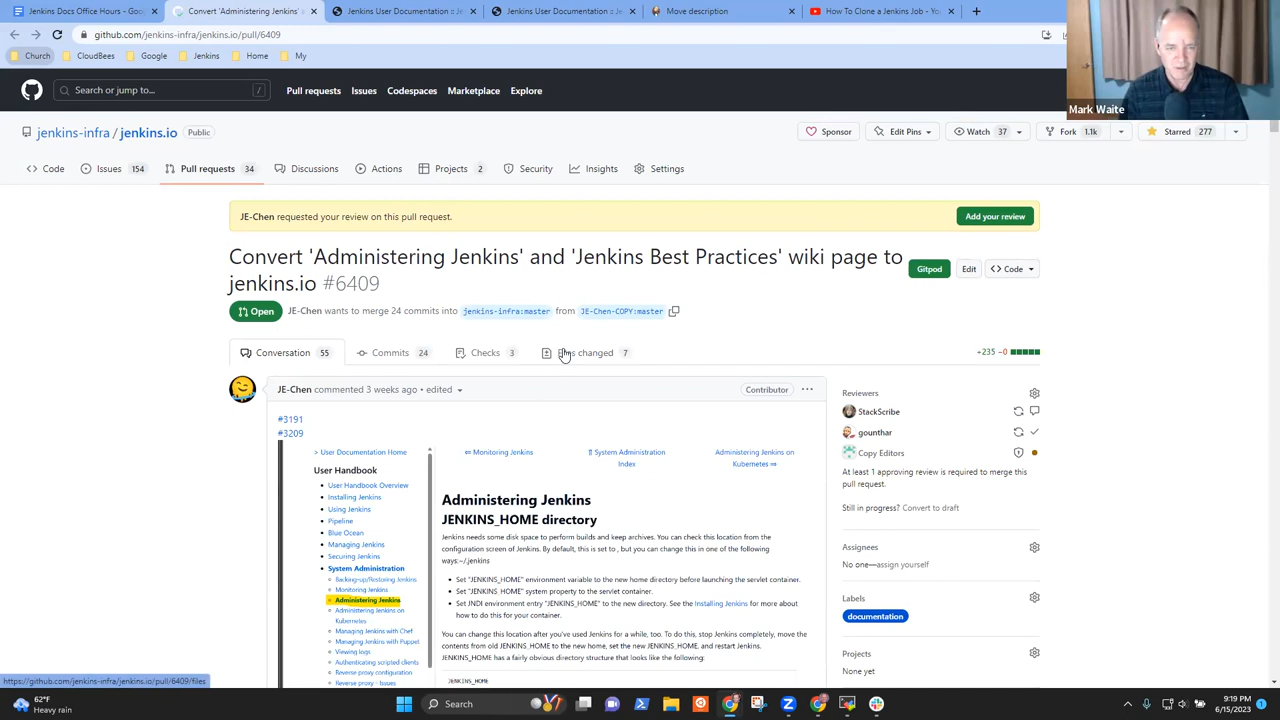 Jenkins Docs Office Hours - E
Convert 'Administering Jenkins' a
User Documentation and Jenkins
User Documentation and Jenkins
Move description
How To Clone a Jenkins Job - You
github.com/jenkins-infra/jenkins.io/pull/6409
Church
CloudBees
Google
Jenkins
Home
My
Mark Waite
Search or jump to...
/
Pull requests
Issues
Codespaces
Marketplace
Explore
jenkins-infra / jenkins.io
Public
Sponsor
Edit Pins
Watch 37
Fork 1.1k
Starred 277
Code
Issues 154
Pull requests 34
Discussions
Actions
Projects 2
Security
Insights
Settings
JE-Chen requested your review on this pull request.
Add your review
Convert 'Administering Jenkins' and 'Jenkins Best Practices' wiki page to
jenkins.io #6409
Gitpod
Edit
<> Code
Open
JE-Chen wants to merge 24 commits into jenkins-infra:master from JE-Chen-COPY:master
Conversation 55
Commits 24
Checks 3
changed 7
+235 −0
JE-Chen commented 3 weeks ago • edited
Contributor
#3191
#3209
> User Documentation Home
User Handbook
User Handbook Overview
Installing Jenkins
Using Jenkins
Pipeline
Blue Ocean
Managing Jenkins
Securing Jenkins
System Administration
Backing-up/Restoring Jenkins
Monitoring Jenkins
Administering Jenkins
Administering Jenkins on
Kubernetes
Managing Jenkins with Chef
Managing Jenkins with Puppet
Viewing logs
Authenticating scripted clients
Reverse proxy configuration
Reverse proxy - Issues
⇐ Monitoring Jenkins
⇑ System Administration
Index
Administering Jenkins on
Kubernetes ⇒
Administering Jenkins
JENKINS_HOME directory
Jenkins needs some disk space to perform builds and keep archives. You can check this location from the
configuration screen of Jenkins. By default, this is set to , but you can change this in one of the following
ways:~/.jenkins
Set "JENKINS_HOME" environment variable to the new home directory before launching the servlet container.
Set "JENKINS_HOME" system property to the servlet container.
Set JNDI environment entry "JENKINS_HOME" to the new directory. See the Installing Jenkins for more about
how to do this for your container.
You can change this location after you've used Jenkins for a while, too. To do this, stop Jenkins completely, move the
contents from old JENKINS_HOME to the new home, set the new JENKINS_HOME, and restart Jenkins.
JENKINS_HOME has a fairly obvious directory structure that looks like the following:
JENKINS_HOME
Reviewers
StackScribe
gounthar
Copy Editors
At least 1 approving review is required to merge this
pull request.
Still in progress? Convert to draft
Assignees
No one—assign yourself
Labels
documentation
Projects
None yet
https://github.com/jenkins-infra/jenkins.io/pull/6409/files
62°F
Heavy rain
Search
9:19 PM
6/15/2023